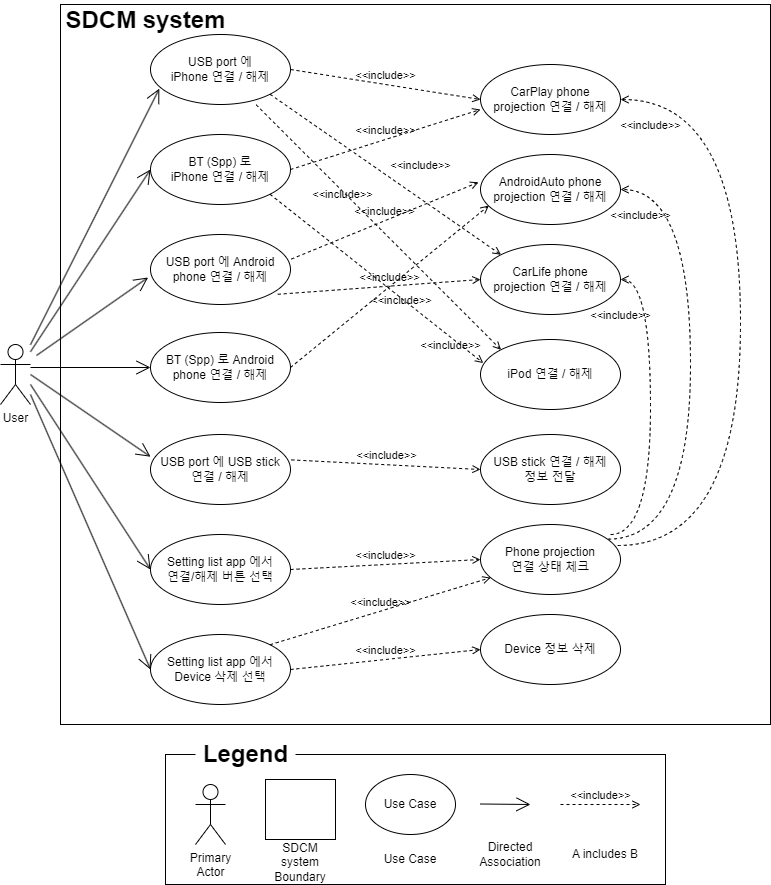 SDCM system
USB port 에
iPhone 연결 / 해제
<<include>>
CarPlay phone
projection 연결 / 해제
<<include>>
<<include>>
BT (Spp) 로
iPhone 연결 / 해제
<<include>>
AndroidAuto phone
projection 연결 / 해제
<<include>>
<<include>>
<<include>>
USB port 에 Android
phone 연결 / 해제
<<include>>
CarLife phone
projection 연결 / 해제
<<include>>
<<include>>
BT (Spp) 로 Android
phone 연결 / 해제
<<include>>
iPod 연결 / 해제
User
USB port 에 USB stick
연결 / 해제
<<include>>
USB stick 연결 / 해제
정보 전달
Setting list app 에서
연결/해제 버튼 선택
<<include>>
Phone projection
연결 상태 체크
<<include>>
Setting list app 에서
Device 삭제 선택
<<include>>
Device 정보 삭제
Legend
Primary
Actor
SDCM
system
Boundary
Use Case
Use Case
Directed
Association
<<include>>
A includes B